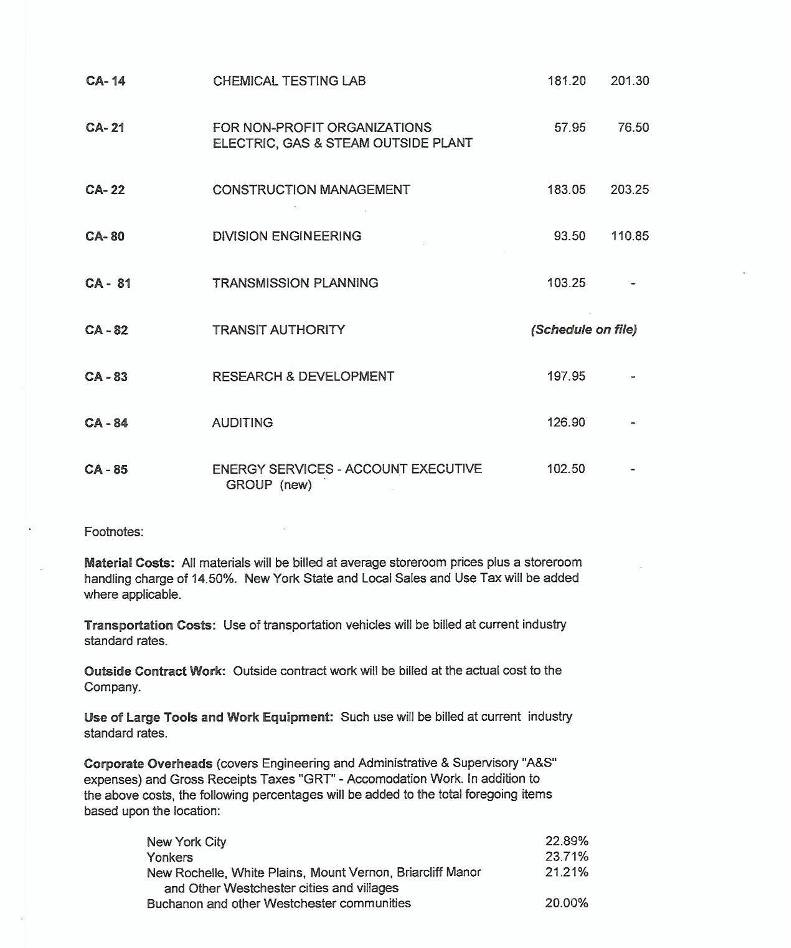 CA- 14 CHEMICAL TESTING LAB 181.20 201.30
CA- 21 FOR NON-PROFIT ORGANIZATIONS 57.95 76.50
ELECTRIC, GAS & STEAM OUTSIDE PLANT
CA- 22 CONSTRUCTION MANAGEMENT 183.05 203.25
CA- 80 DIVISION ENGINEERING 93.50 110.85
CA - 81 TRANSMISSION PLANNING 103.25 -
CA - 82 TRANSIT AUTHORITY (Schedule on file)
CA - 83 RESEARCH & DEVELOPMENT 197.95 -
CA - 84 AUDITING 126.90 -
CA - 85 ENERGY SERVICES - ACCOUNT EXECUTIVE 102.50 -
GROUP (new)
Footnotes:
Material Costs: All materials will be billed at average storeroom prices plus a storeroom
handling charge of 14.50%. New York State and Local Sales and Use Tax will be added
where applicable.
Transportation Costs: Use of transportation vehicles will be billed at current industry
standard rates.
Outside Contract Work: Outside contract work will be billed at the actual cost to the
Company.
Use of Large Tools and Work Equipment: Such use will be billed at current industry
standard rates.
Corporate Overheads (covers Engineering and Administrative & Supervisory "A&S"
expenses) and Gross Receipts Taxes "GRT" - Accomodation Work. In addition to
the above costs, the following percentages will be added to the total foregoing items
based upon the location:
New York City 22.89%
Yonkers 23.71%
New Rochelle, White Plains, Mount Vernon, Briarcliff Manor 21.21%
and Other Westchester cities and villages
Buchanon and other Westchester communities 20.00%